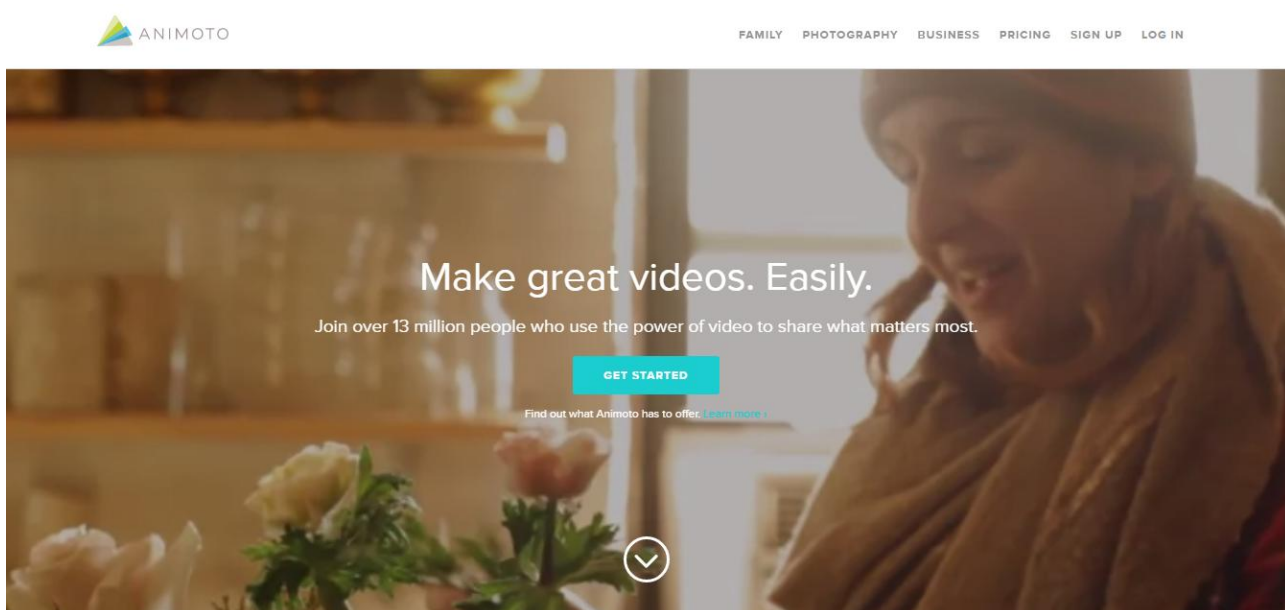 ANIMOTO
FAMILY PHOTOGRAPHY BUSINESS PRICING SIGN UP LOG IN
Make great videos. Easily.
Join over 13 million people who use the power of video to share what matters most.
GET STARTED
Find out what Animoto has to offer. Learn more ›